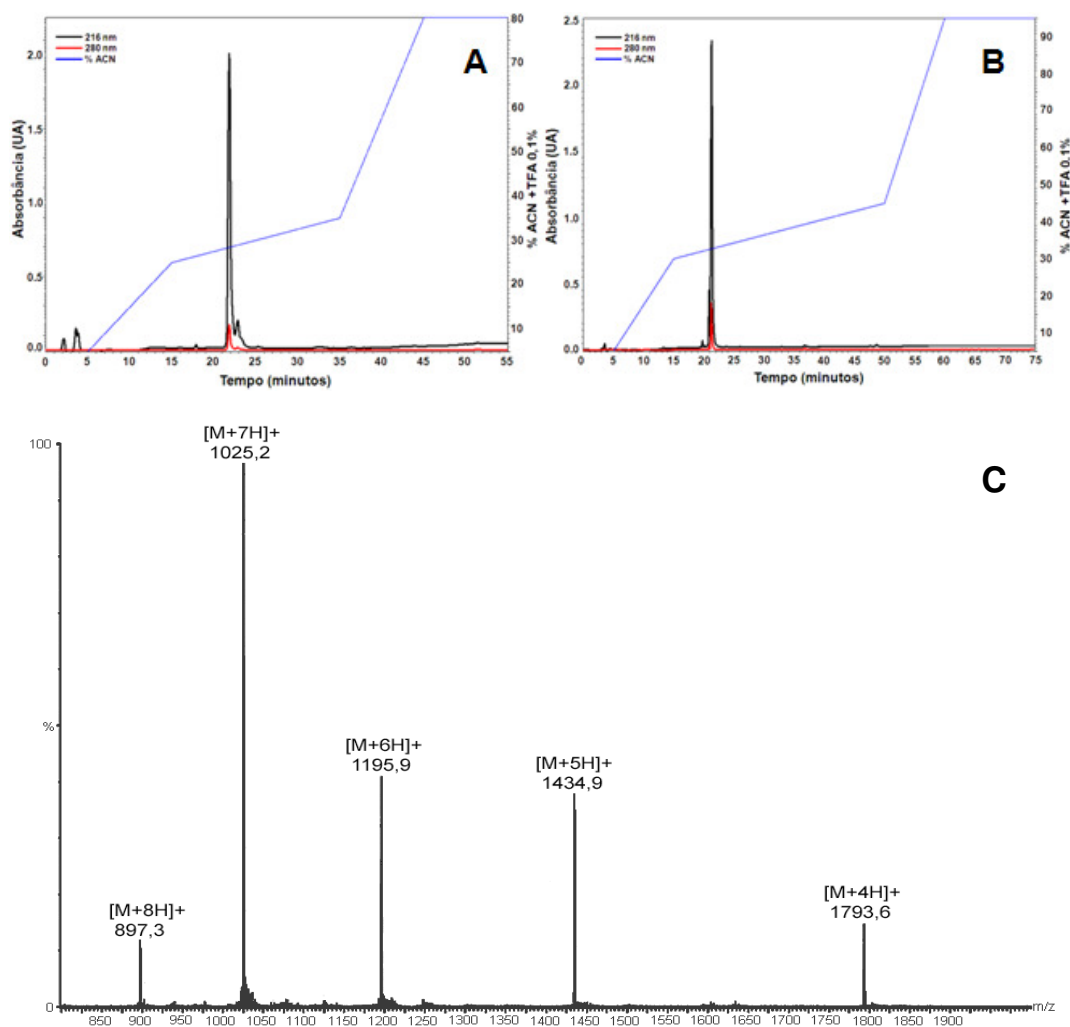 216 nm
280 nm
% ACN
A
2.0
1.5
1.0
0.5
0.0
Absorbância (UA)
80
70
60
50
40
30
20
10
% ACN +TFA 0,1%
0 5 10 15 20 25 30 35 40 45 50 55
Tempo (minutos)
216 nm
280 nm
% ACN
B
2.5
2.0
1.5
1.0
0.5
0.0
Absorbância (UA)
90
80
70
60
50
40
30
20
10
% ACN +TFA 0,1%
0 5 10 15 20 25 30 35 40 45 50 55 60 65 70 75
Tempo (minutos)
C
100
%
0
[M+7H]+
1025,2
[M+6H]+
1195,9
[M+5H]+
1434,9
[M+4H]+
1793,6
[M+8H]+
897,3
850 900 950 1000 1050 1100 1150 1200 1250 1300 1350 1400 1450 1500 1550 1600 1650 1700 1750 1800 1850 1900 m/z